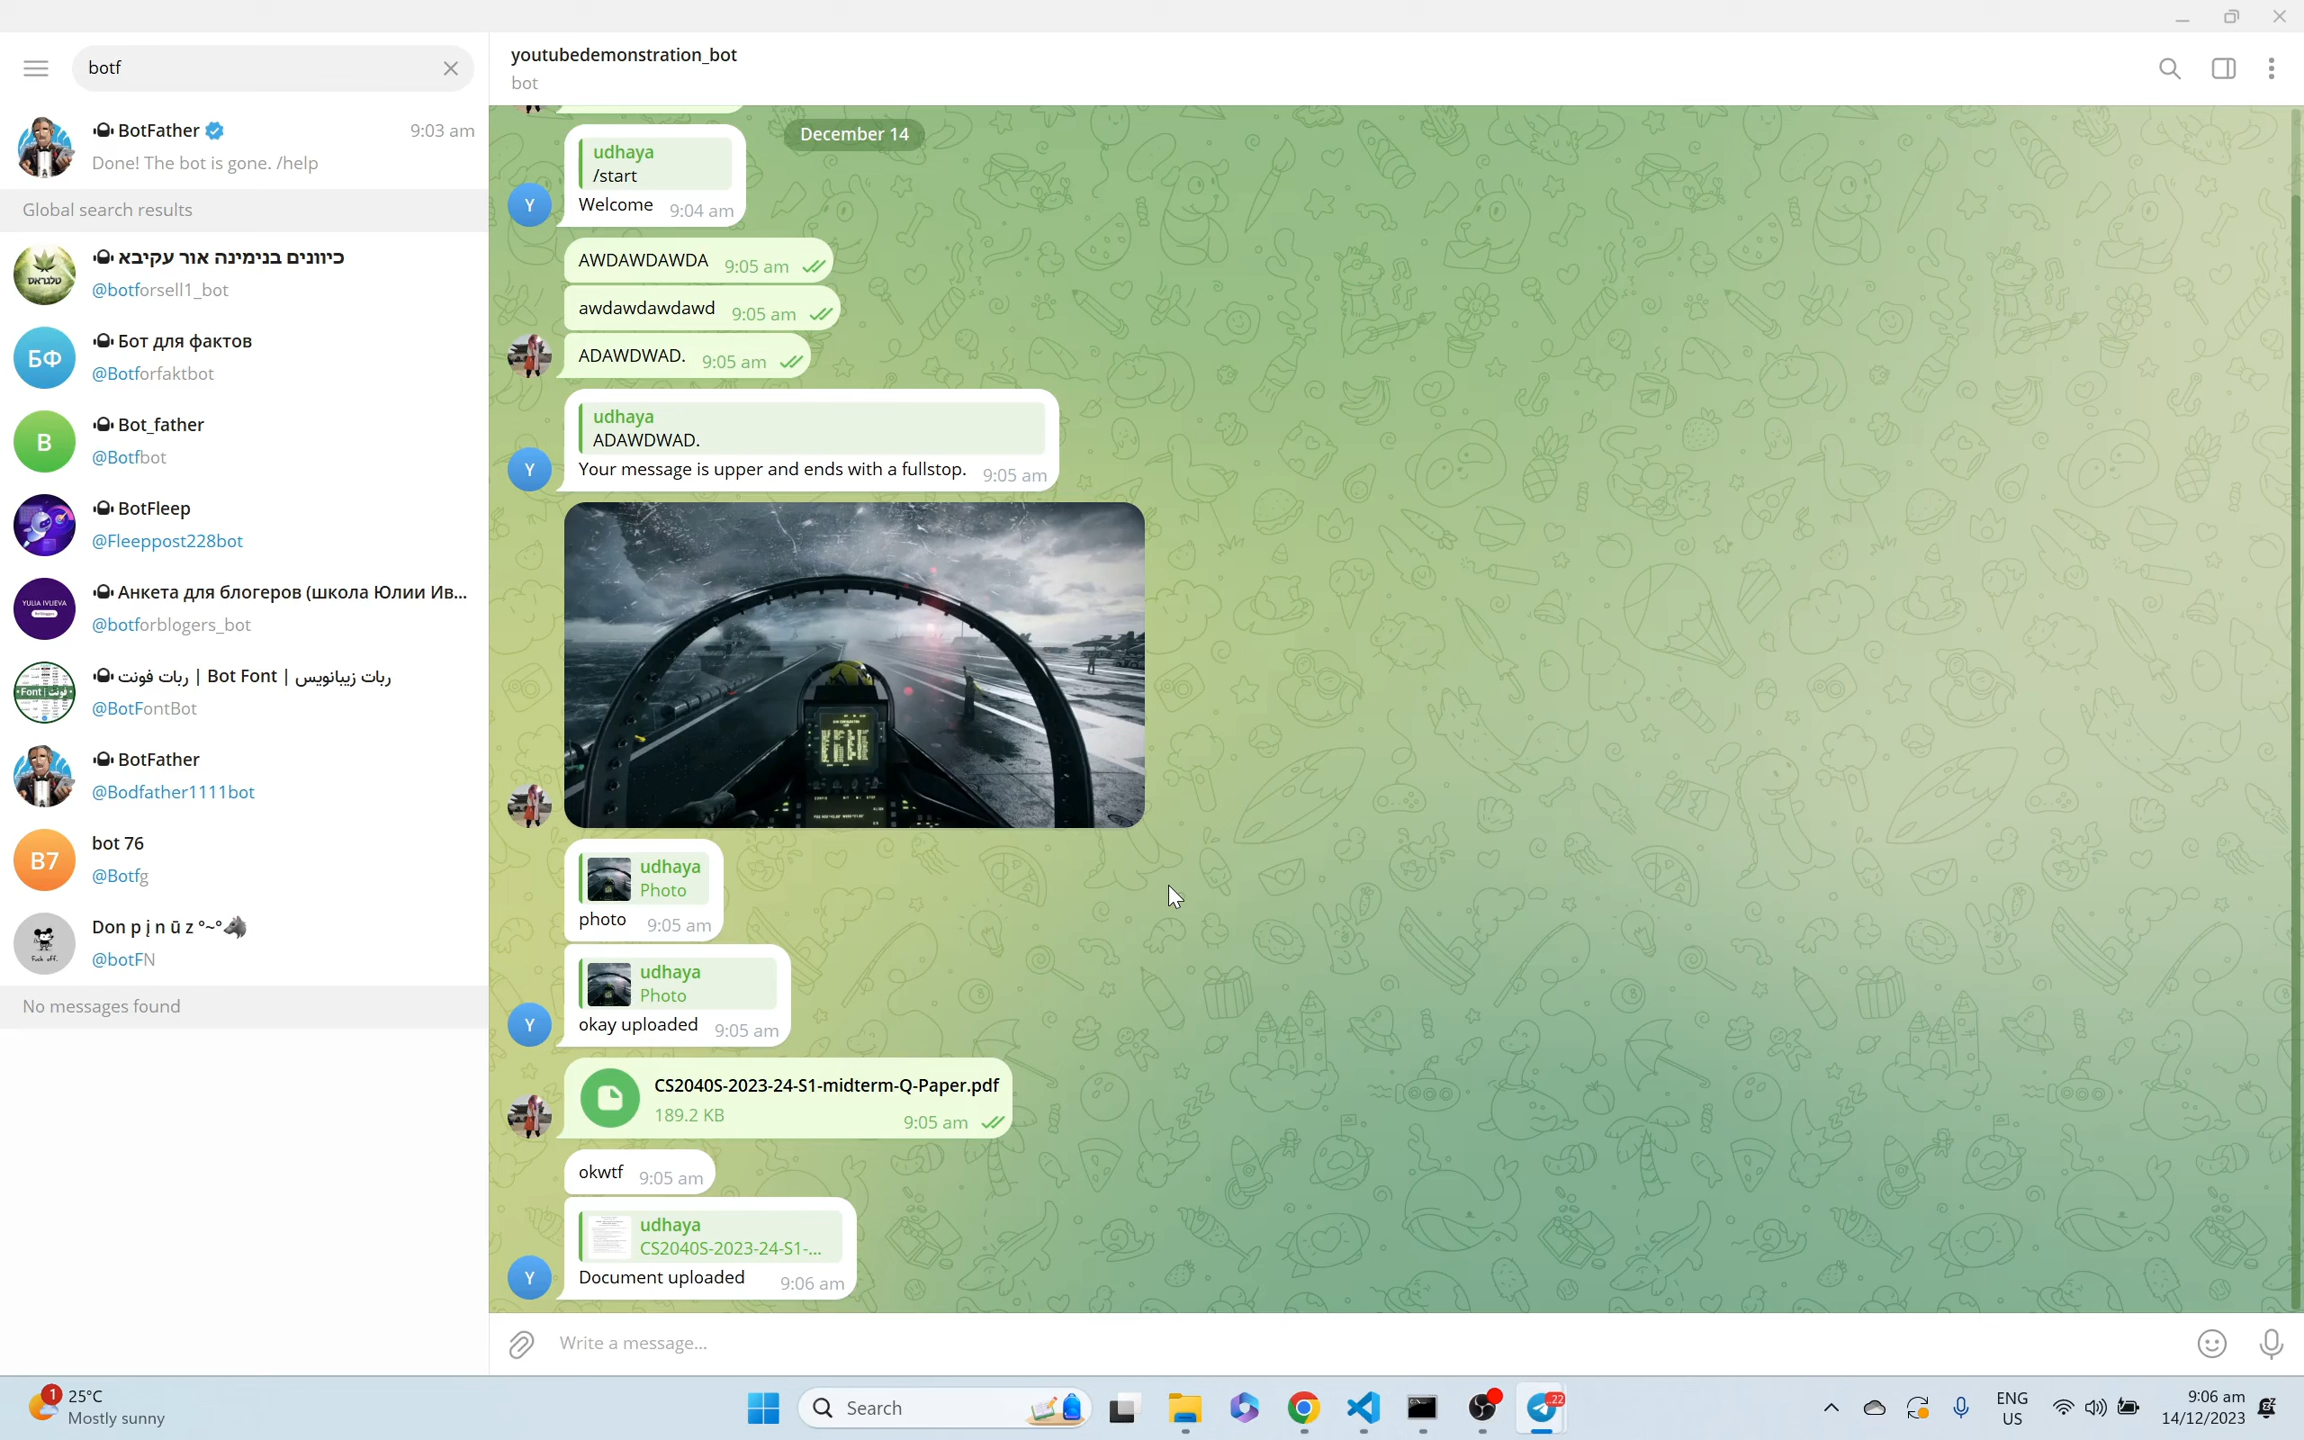 botf
BotFather
9:03 am
Done! The bot is gone. /help
Global search results
כיוונים בנימינה אור עקיבא
@botforsell1_bot
БФ
Бот для фактов
@Botforfaktbot
B
Bot_father
@Botfbot
BotFleep
@Fleeppost228bot
YULIA IVLIEVA
Анкета для блогеров (школа Юлии Ив...
@botforblogers_bot
ربات زیبانویس | Bot Font | ربات فونت
@BotFontBot
BotFather
@Bodfather1111bot
B7
bot 76
@Botfg
Don p į n ū z °~°
@botFN
No messages found
youtubedemonstration_bot
bot
December 14
udhaya
/start
Welcome 9:04 am
Y
AWDAWDAWDA 9:05 am
awdawdawdawd 9:05 am
ADAWDWAD. 9:05 am
udhaya
ADAWDWAD.
Your message is upper and ends with a fullstop. 9:05 am
Y
udhaya
Photo
photo 9:05 am
udhaya
Photo
okay uploaded 9:05 am
Y
CS2040S-2023-24-S1-midterm-Q-Paper.pdf
189.2 KB 9:05 am
okwtf 9:05 am
udhaya
CS2040S-2023-24-S1-...
Document uploaded 9:06 am
Y
Write a message...
1
25°C
Mostly sunny
Search
22
ENG
US
9:06 am
14/12/2023